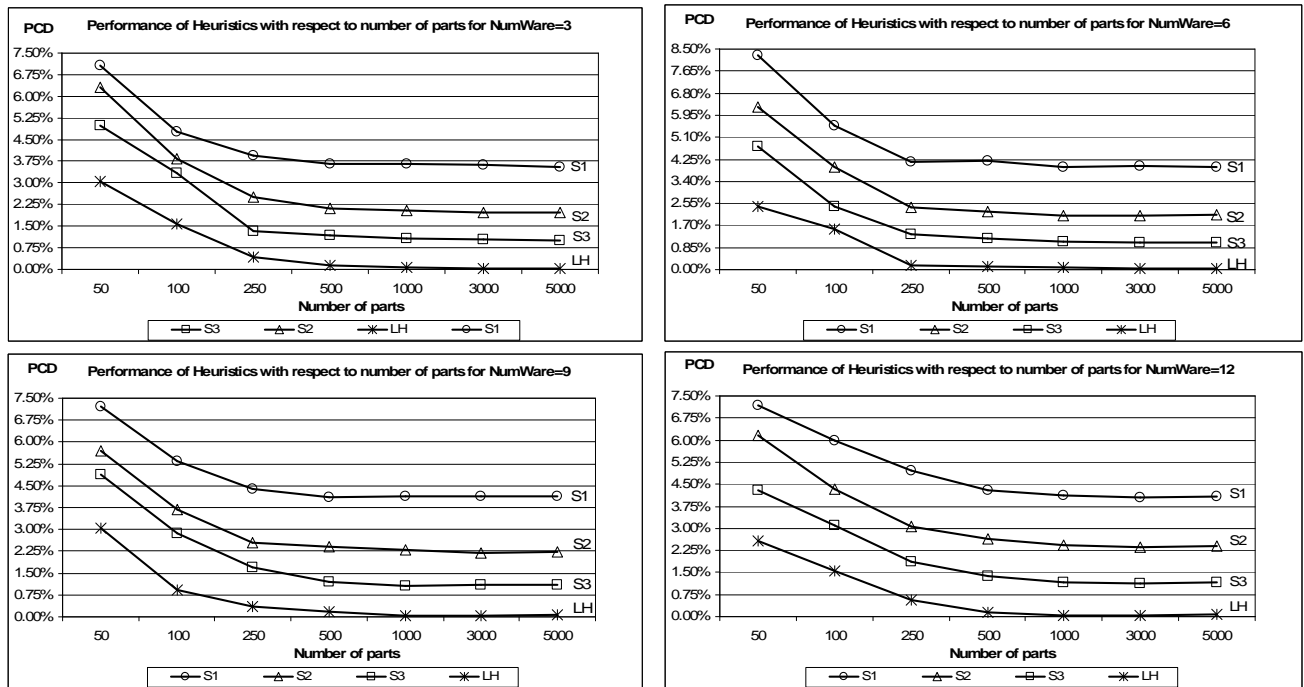 PCD Performance of Heuristics with respect to number of parts for NumWare=3
7.50%
6.75%
6.00%
5.25%
4.50%
3.75%
3.00%
2.25%
1.50%
0.75%
0.00%
S1
S2
S3
LH
50 100 250 500 1000 3000 5000
Number of parts
S3 S2 LH S1
PCD Performance of Heuristics with respect to number of parts for NumWare=6
8.50%
7.65%
6.80%
5.95%
5.10%
4.25%
3.40%
2.55%
1.70%
0.85%
0.00%
S1
S2
S3
LH
50 100 250 500 1000 3000 5000
Number of parts
S1 S2 S3 LH
PCD Performance of Heuristics with respect to number of parts for NumWare=9
7.50%
6.75%
6.00%
5.25%
4.50%
3.75%
3.00%
2.25%
1.50%
0.75%
0.00%
S1
S2
S3
LH
50 100 250 500 1000 3000 5000
Number of parts
S1 S2 S3 LH
PCD Performance of Heuristics with respect to number of parts for NumWare=12
7.50%
6.75%
6.00%
5.25%
4.50%
3.75%
3.00%
2.25%
1.50%
0.75%
0.00%
S1
S2
S3
LH
50 100 250 500 1000 3000 5000
Number of parts
S1 S2 S3 LH